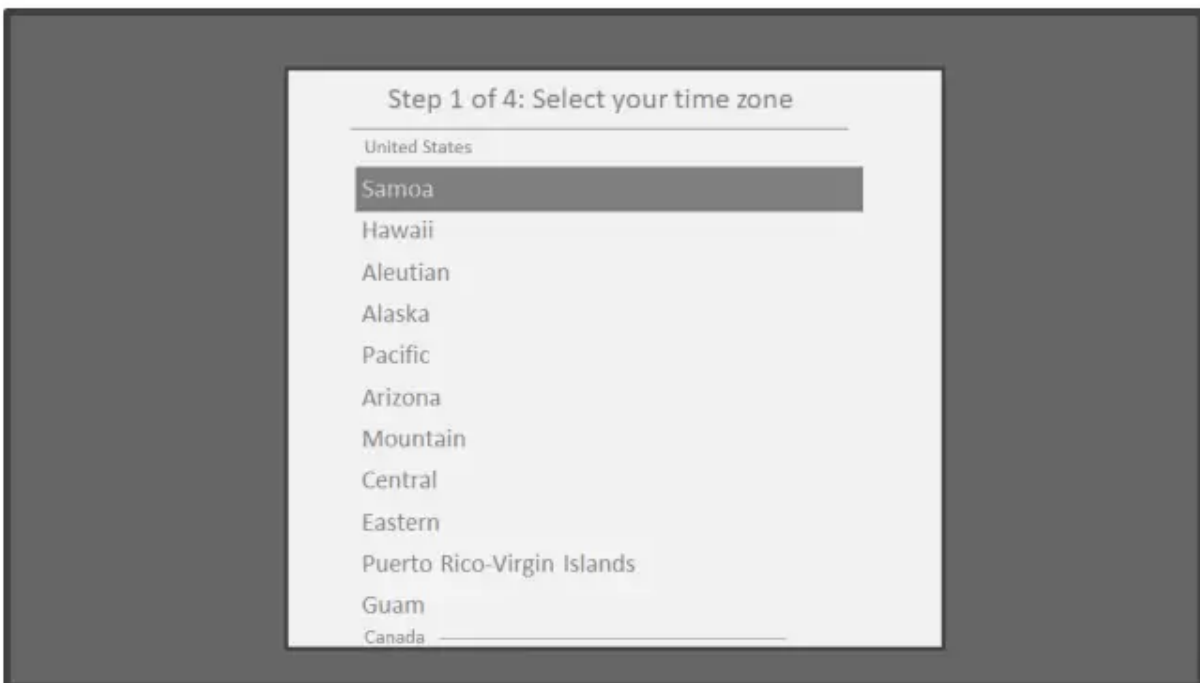 Step 1 of 4: Select your time zone
United States
Samoa
Hawaii
Aleutian
Alaska
Pacific
Arizona
Mountain
Central
Eastern
Puerto Rico-Virgin Islands
Guam
Canada